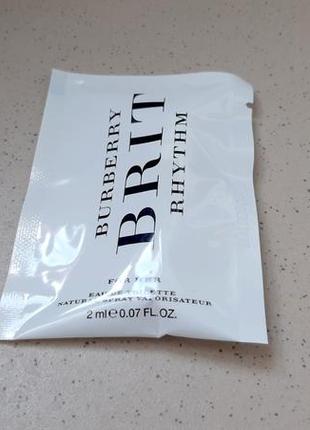 BURBERRY
BRIT
RHYTHM
FOR HER
EAU DE TOILETTE
NATURAL SPRAY VAPORISATEUR
2 ml e 0.07 FL.OZ.